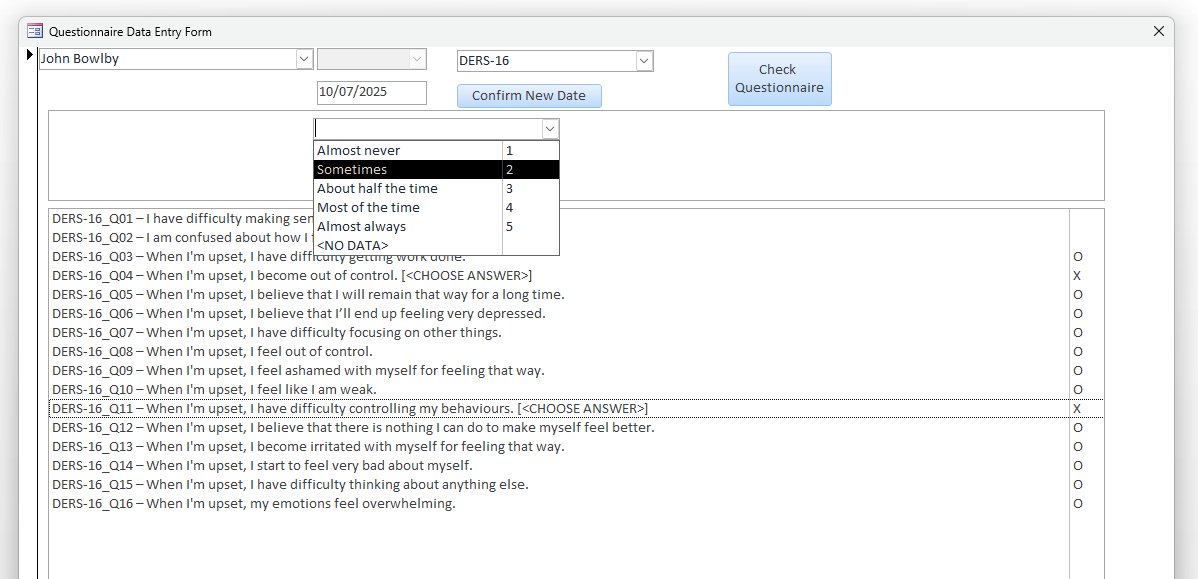 Questionnaire Data Entry Form
John Bowlby
DERS-16
Check
Questionnaire
10/07/2025
Confirm New Date
Almost never 1
Sometimes 2
About half the time 3
Most of the time 4
Almost always 5
<NO DATA>
DERS-16_Q01 – I have difficulty making
DERS-16_Q02 – I am confused about how I
DERS-16_Q03 – When I'm upset, I have difficulty getting work done. O
DERS-16_Q04 – When I'm upset, I become out of control. [<CHOOSE ANSWER>] X
DERS-16_Q05 – When I'm upset, I believe that I will remain that way for a long time. O
DERS-16_Q06 – When I'm upset, I believe that I’ll end up feeling very depressed. O
DERS-16_Q07 – When I'm upset, I have difficulty focusing on other things. O
DERS-16_Q08 – When I'm upset, I feel out of control. O
DERS-16_Q09 – When I'm upset, I feel ashamed with myself for feeling that way. O
DERS-16_Q10 – When I'm upset, I feel like I am weak. O
DERS-16_Q11 – When I'm upset, I have difficulty controlling my behaviours. [<CHOOSE ANSWER>] X
DERS-16_Q12 – When I'm upset, I believe that there is nothing I can do to make myself feel better. O
DERS-16_Q13 – When I'm upset, I become irritated with myself for feeling that way. O
DERS-16_Q14 – When I'm upset, I start to feel very bad about myself. O
DERS-16_Q15 – When I'm upset, I have difficulty thinking about anything else. O
DERS-16_Q16 – When I'm upset, my emotions feel overwhelming. O